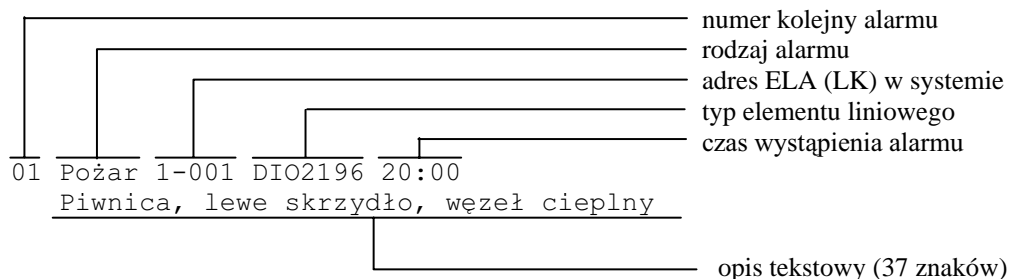 numer kolejny alarmu
rodzaj alarmu
adres ELA (LK) w systemie
typ elementu liniowego
czas wystąpienia alarmu
01 Pożar 1-001 DIO2196 20:00
Piwnica, lewe skrzydło, węzeł cieplny
opis tekstowy (37 znaków)